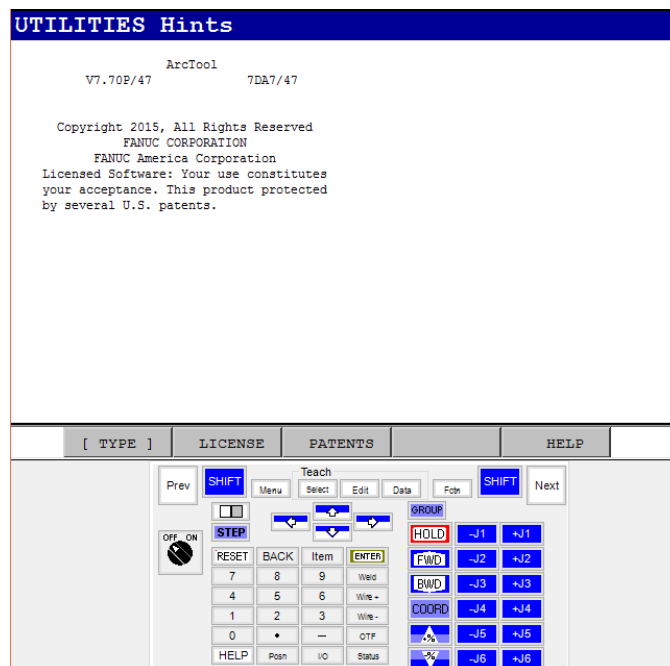 UTILITIES Hints
ArcTool
V7.70P/47 7DA7/47
Copyright 2015, All Rights Reserved
FANUC CORPORATION
FANUC America Corporation
Licensed Software: Your use constitutes
your acceptance. This product protected
by several U.S. patents.
[ TYPE ] LICENSE PATENTS HELP
Teach
Prev SHIFT Menu Select Edit Data Fctn SHIFT Next
GROUP
OFF ON STEP HOLD -J1 +J1
RESET BACK Item ENTER FWD -J2 +J2
7 8 9 Weld BWD -J3 +J3
4 5 6 Wire + COORD -J4 +J4
1 2 3 Wire -
0 • — OTF +% -J5 +J5
HELP Posn I/O Status -% -J6 +J6